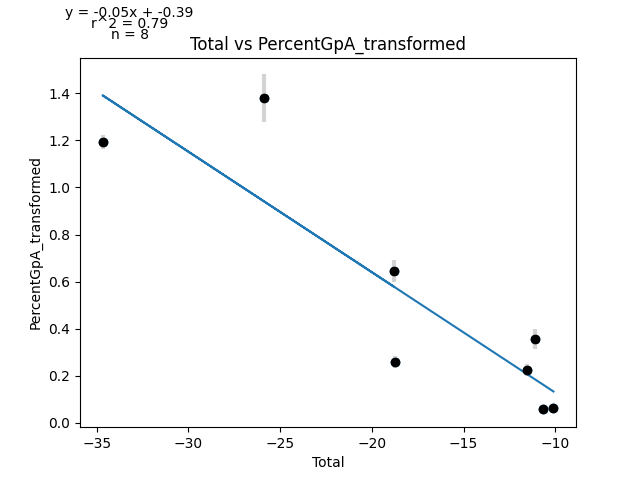 y = -0.05x + -0.39
r^2 = 0.79
n = 8
Total vs PercentGpA_transformed
PercentGpA_transformed
1.4
1.2
1.0
0.8
0.6
0.4
0.2
0.0
−35 −30 −25 −20 −15 −10
Total